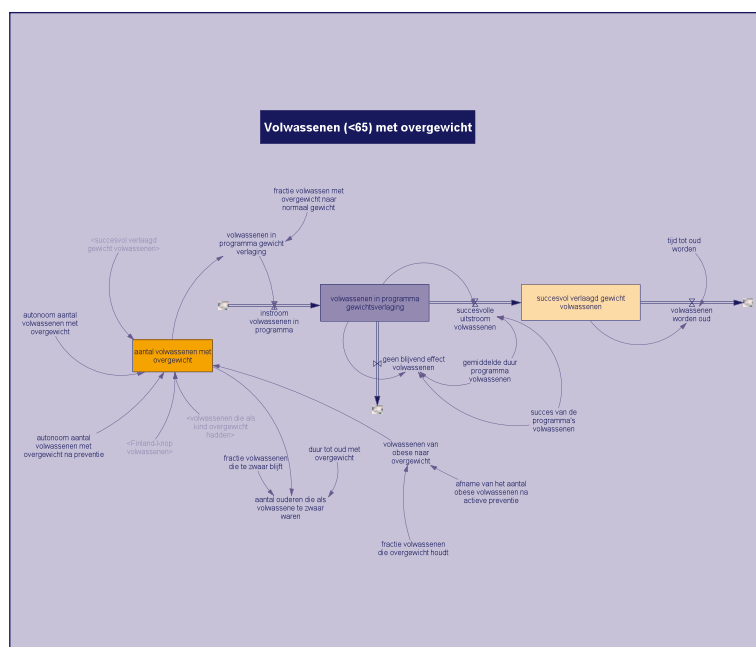 Volwassenen (<65) met overgewicht
fractie volwassen met
overgewicht naar
normaal gewicht
<succesvol verlaagd
gewicht volwassenen>
volwassenen in
programma gewicht
verlaging
tijd tot oud
worden
volwassenen in programma
gewichtsverlaging
succesvol verlaagd gewicht
volwassenen
autonoom aantal
volwassenen met
overgewicht
instroom
volwassenen in
programma
succesvolle
uitstroom
volwassenen
volwassenen
worden oud
aantal volwassenen met
overgewicht
geen blijvend effect
volwassenen
gemiddelde duur
programma
volwassenen
<volwassenen die als
kind overgewicht
hadden>
succes van de
programma's
volwassenen
autonoom aantal
volwassenen met
overgewicht na preventie
<Fintend-knop
volwassenen>
fractie volwassenen
die te zwaar blijft
duur tot oud met
overgewicht
volwassenen van
obese naar
overgewicht
afname van het aantal
obese volwassenen na
actieve preventie
aantal ouderen die als
volwassene te zwaar
waren
fractie volwassenen
die overgewicht houdt